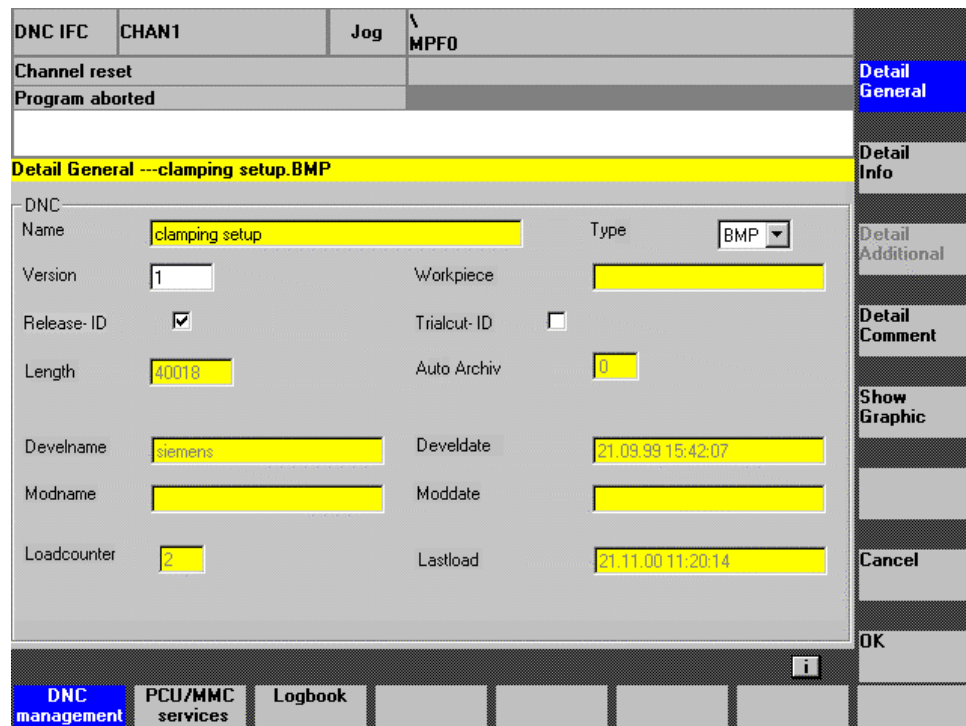 DNC IFC CHAN1 Jog \
MPF0
Channel reset
Program aborted
Detail General ---clamping setup.BMP
DNC
Name clamping setup Type BMP
Version 1 Workpiece
Release- ID Trialcut- ID
Length 40018 Auto Archiv 0
Develname siemens Develdate 21.09.99 15:42:07
Modname Moddate
Loadcounter 2 Lastload 21.11.00 11:20:14
i
Detail
General
Detail
Info
Detail
Additional
Detail
Comment
Show
Graphic
Cancel
OK
DNC
management
PCU/MMC
services
Logbook